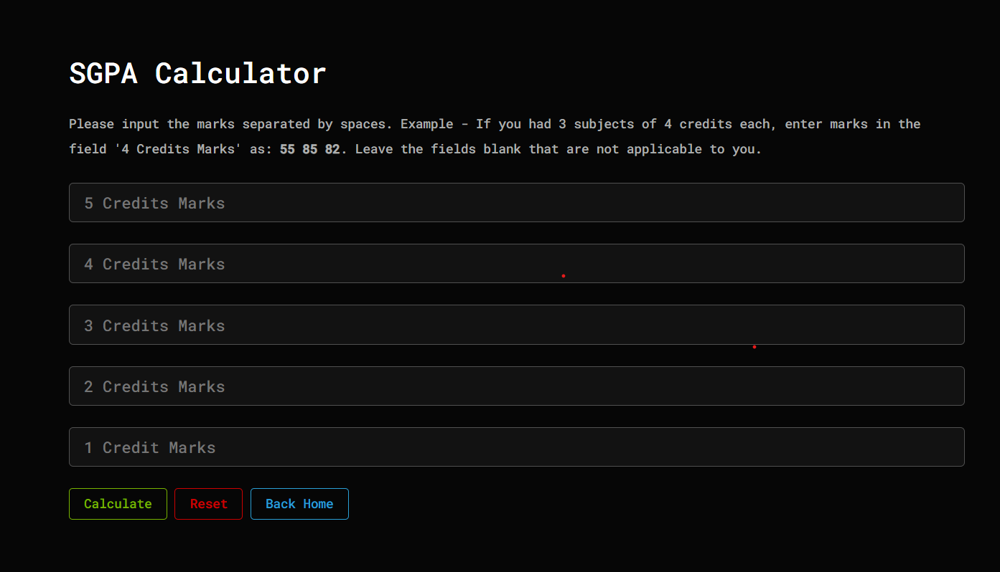 SGPA Calculator
Please input the marks separated by spaces. Example - If you had 3 subjects of 4 credits each, enter marks in the
field '4 Credits Marks' as: 55 85 82. Leave the fields blank that are not applicable to you.
5 Credits Marks
4 Credits Marks
3 Credits Marks
2 Credits Marks
1 Credit Marks
Calculate Reset Back Home